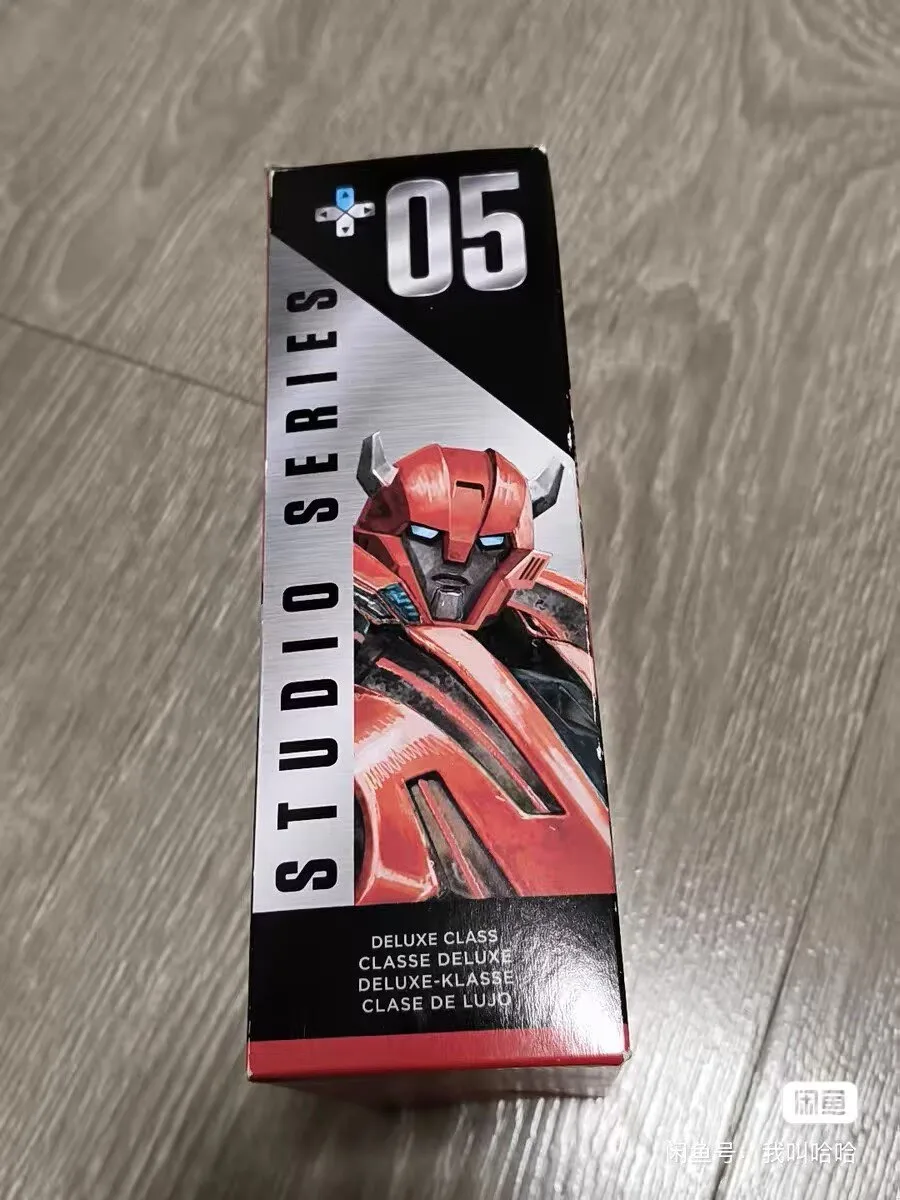 05
STUDIO SERIES
DELUXE CLASS
CLASSE DELUXE
DELUXE-KLASSE
CLASE DE LUJO
闲鱼
闲鱼号：我叫哈哈